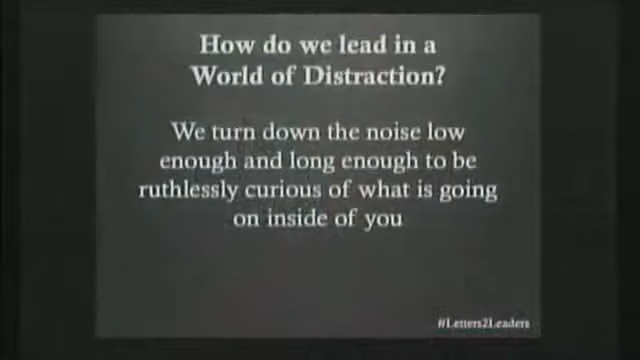 How do we lead in a
World of Distraction?
We turn down the noise low
enough and long enough to be
ruthlessly curious of what is going
on inside of you
#Letters2Leaders